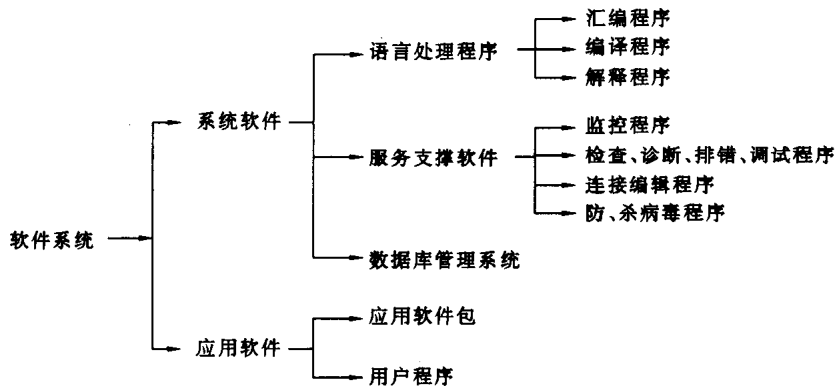 汇编程序
语言处理程序
编译程序
解释程序
系统软件
监控程序
服务支撑软件
检查、诊断、排错、调试程序
连接编辑程序
防、杀病毒程序
软件系统
数据库管理系统
应用软件包
应用软件
用户程序